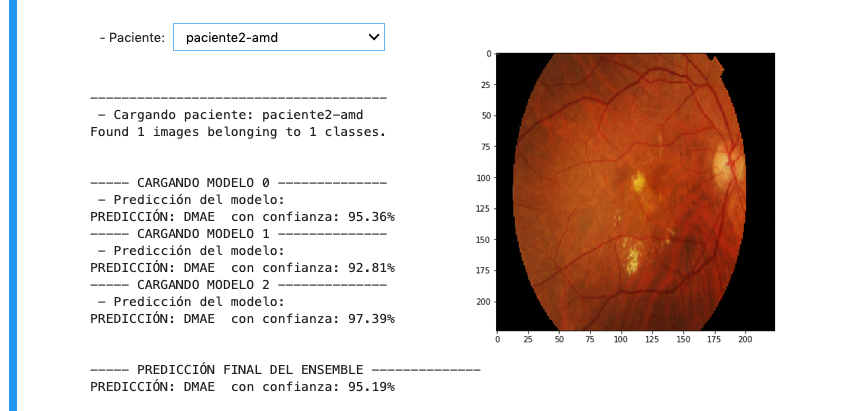 - Paciente: paciente2-amd
---------------------------------------
- Cargando paciente: paciente2-amd
Found 1 images belonging to 1 classes.
----- CARGANDO MODELO 0 --------------
- Predicción del modelo:
PREDICCIÓN: DMAE  con confianza: 95.36%
----- CARGANDO MODELO 1 --------------
- Predicción del modelo:
PREDICCIÓN: DMAE  con confianza: 92.81%
----- CARGANDO MODELO 2 --------------
- Predicción del modelo:
PREDICCIÓN: DMAE  con confianza: 97.39%
----- PREDICCIÓN FINAL DEL ENSEMBLE --------------
PREDICCIÓN: DMAE  con confianza: 95.19%
0
25
50
75
100
125
150
175
200
0 25 50 75 100 125 150 175 200